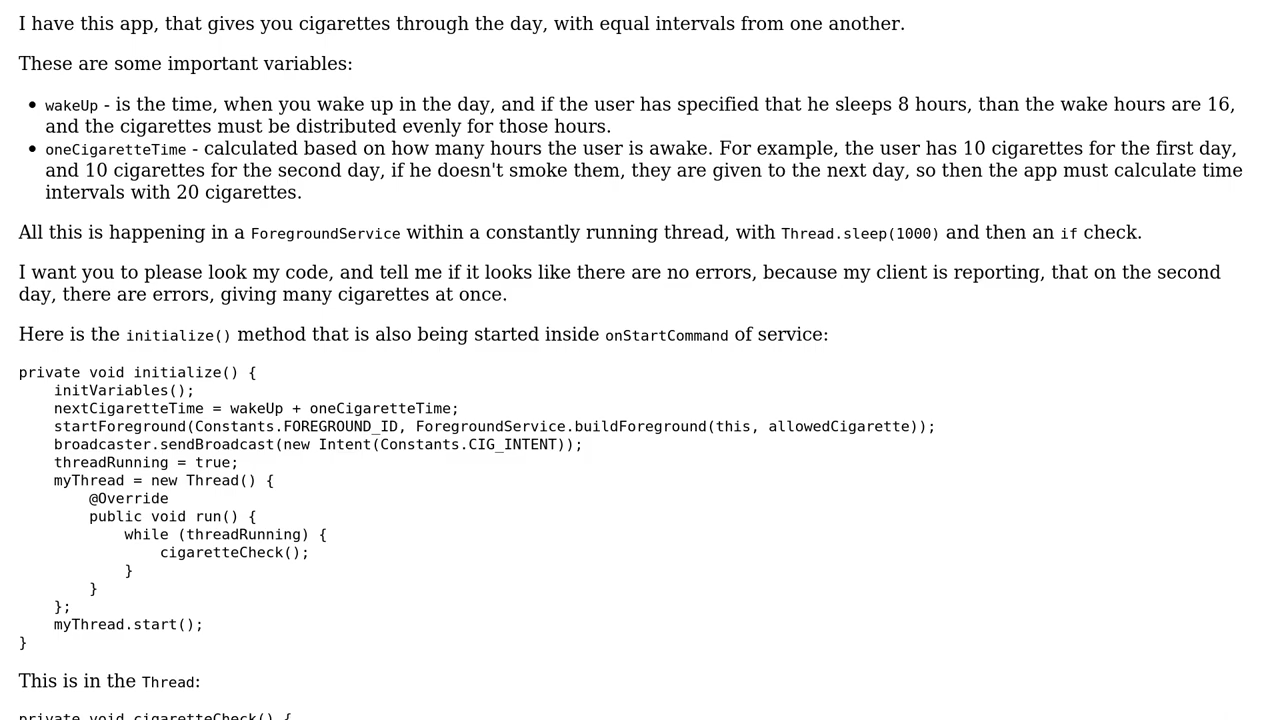 I have this app, that gives you cigarettes through the day, with equal intervals from one another.
These are some important variables:
• wakeUp - is the time, when you wake up in the day, and if the user has specified that he sleeps 8 hours, than the wake hours are 16,
and the cigarettes must be distributed evenly for those hours.
• oneCigaretteTime - calculated based on how many hours the user is awake. For example, the user has 10 cigarettes for the first day,
and 10 cigarettes for the second day, if he doesn't smoke them, they are given to the next day, so then the app must calculate time
intervals with 20 cigarettes.
All this is happening in a ForegroundService within a constantly running thread, with Thread.sleep(1000) and then an if check.
I want you to please look my code, and tell me if it looks like there are no errors, because my client is reporting, that on the second
day, there are errors, giving many cigarettes at once.
Here is the initialize() method that is also being started inside onStartCommand of service:
private void initialize() {
    initVariables();
    nextCigaretteTime = wakeUp + oneCigaretteTime;
    startForeground(Constants.FOREGROUND_ID, ForegroundService.buildForeground(this, allowedCigarette));
    broadcaster.sendBroadcast(new Intent(Constants.CIG_INTENT));
    threadRunning = true;
    myThread = new Thread() {
        @Override
        public void run() {
            while (threadRunning) {
                cigaretteCheck();
            }
        }
    };
    myThread.start();
}
This is in the Thread:
private void cigaretteCheck() {